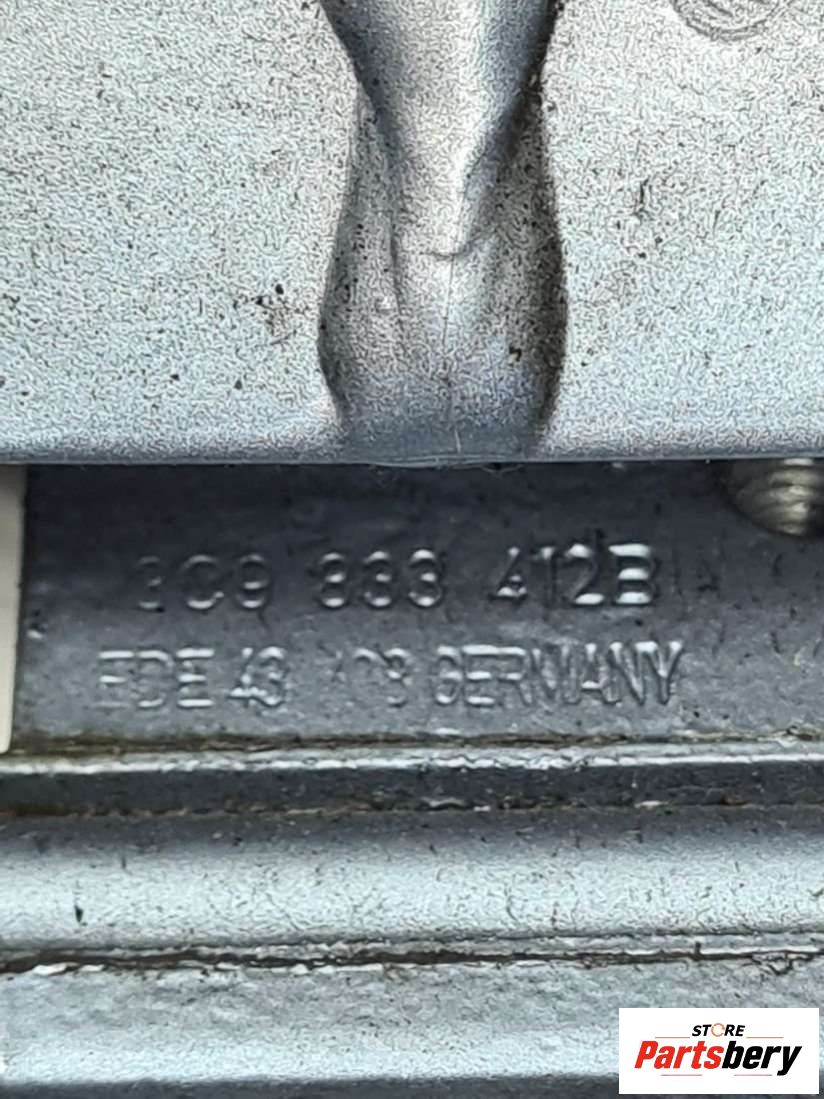 3C9 833 412B
EDE 43 GERMANY
STORE
Partsbery